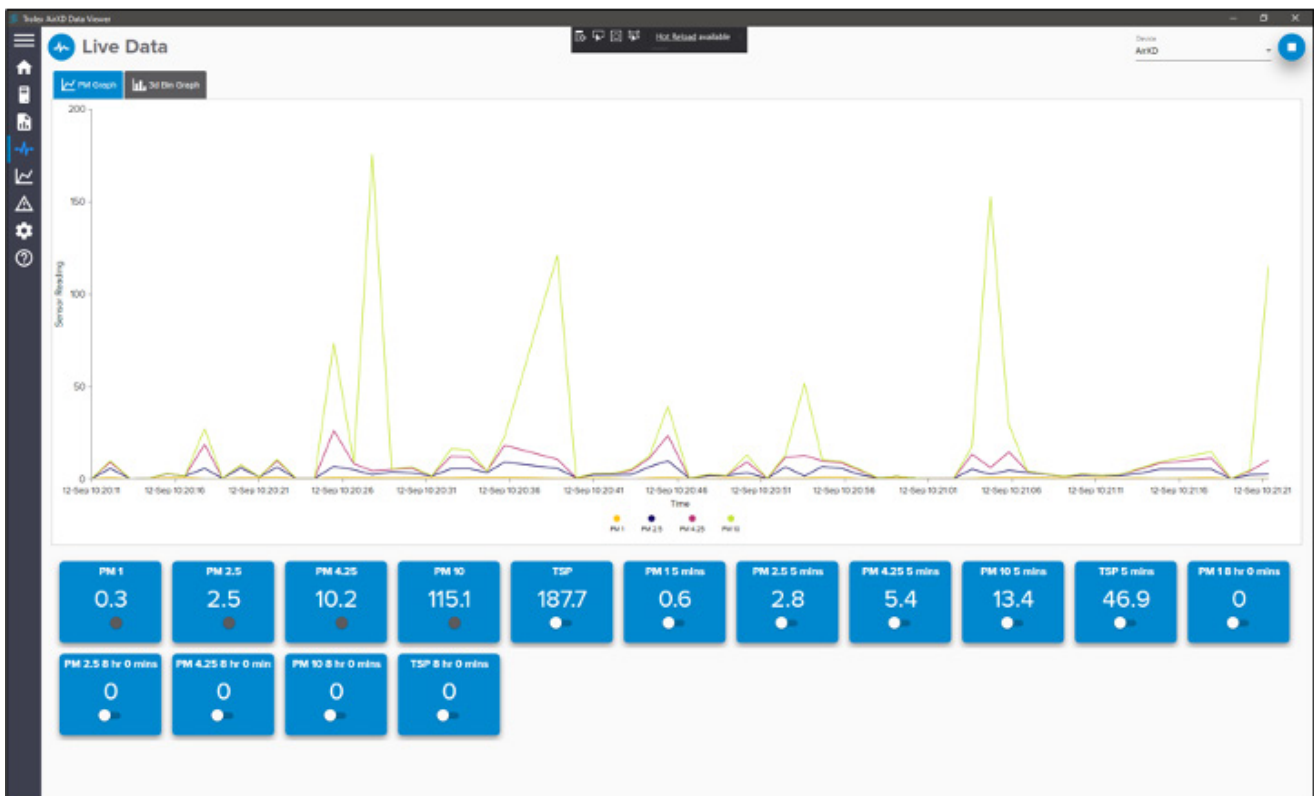 Trolex AirXD Data Viewer
Hot Reload available
Live Data
Device
AirXD
PM Graph
3d Bin Graph
200
150
100
50
0
Sensor Reading
12-Sep 10:20:11 12-Sep 10:20:16 12-Sep 10:20:21 12-Sep 10:20:26 12-Sep 10:20:31 12-Sep 10:20:36 12-Sep 10:20:41 12-Sep 10:20:46 12-Sep 10:20:51 12-Sep 10:20:56 12-Sep 10:21:01 12-Sep 10:21:06 12-Sep 10:21:11 12-Sep 10:21:16 12-Sep 10:21:21
Time
PM 1 PM 2.5 PM 4.25 PM 10
PM 1 PM 2.5 PM 4.25 PM 10 TSP PM 1 5 mins PM 2.5 5 mins PM 4.25 5 mins PM 10 5 mins TSP 5 mins PM 1 8 hr 0 mins
0.3 2.5 10.2 115.1 187.7 0.6 2.8 5.4 13.4 46.9 0
PM 2.5 8 hr 0 mins PM 4.25 8 hr 0 min PM 10 8 hr 0 mins TSP 8 hr 0 mins
0 0 0 0